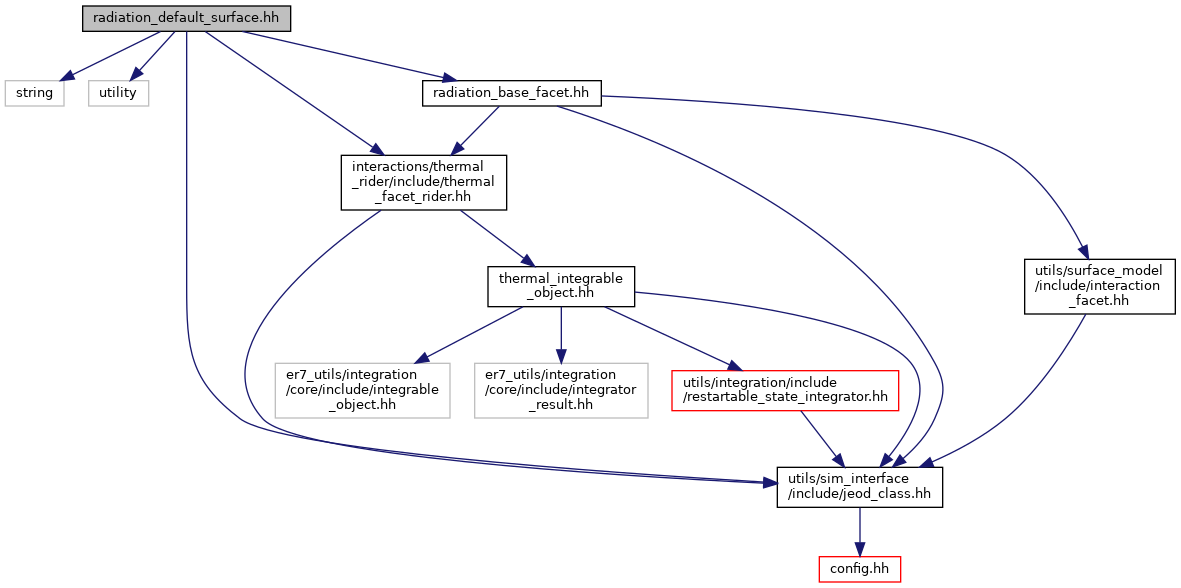 radiation_default_surface.hh
string
utility
radiation_base_facet.hh
interactions/thermal
_rider/include/thermal
_facet_rider.hh
thermal_integrable
_object.hh
utils/surface_model
/include/interaction
_facet.hh
er7_utils/integration
/core/include/integrable
_object.hh
er7_utils/integration
/core/include/integrator
_result.hh
utils/integration/include
/restartable_state_integrator.hh
utils/sim_interface
/include/jeod_class.hh
config.hh